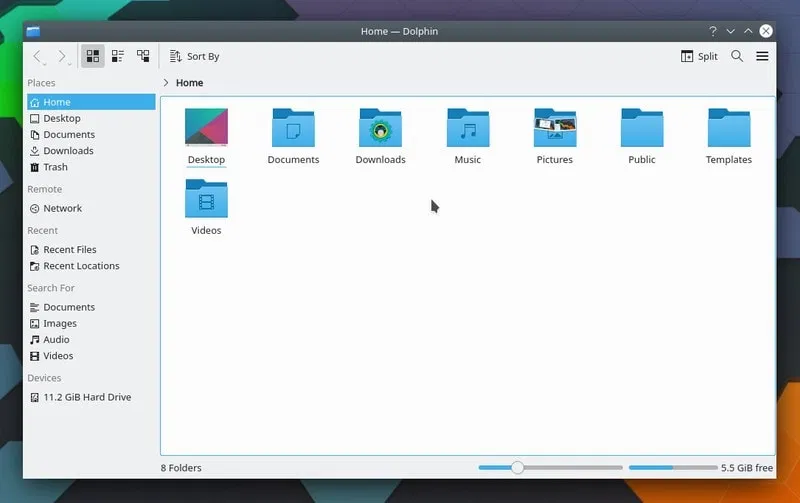 Home — Dolphin
?
Sort By
Split
Places
Home
Desktop
Documents
Downloads
Trash
Remote
Network
Recent
Recent Files
Recent Locations
Search For
Documents
Images
Audio
Videos
Devices
11.2 GiB Hard Drive
Home
Desktop
Documents
Downloads
Music
Pictures
Public
Templates
Videos
8 Folders
5.5 GiB free